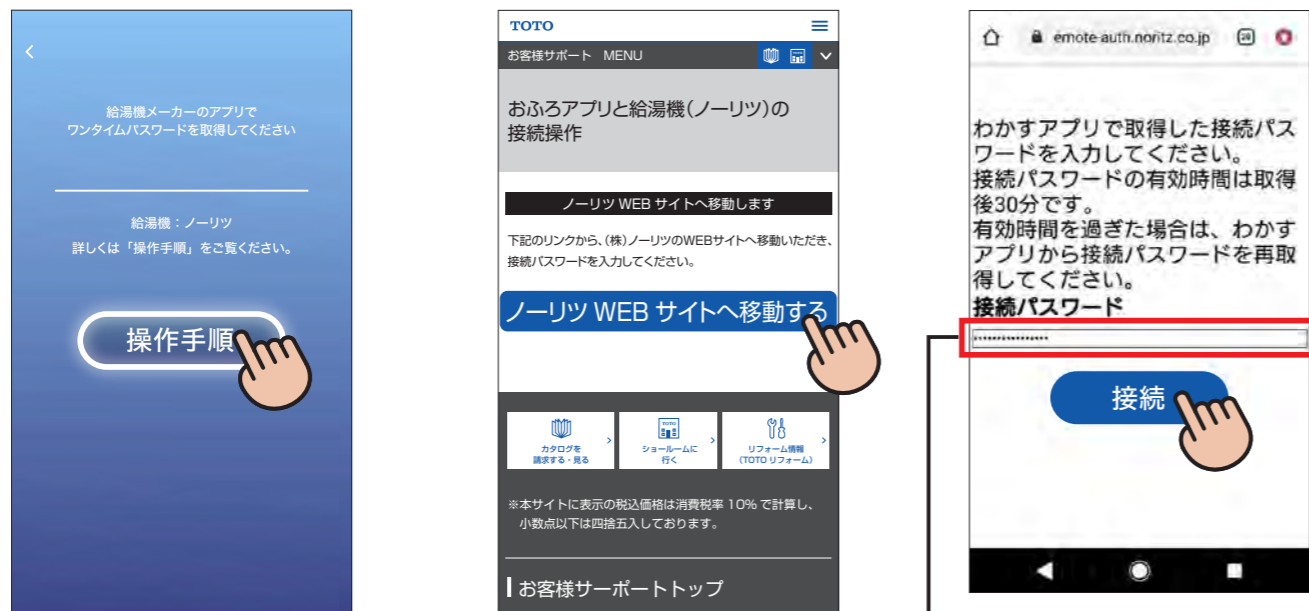 給湯機メーカーのアプリで
ワンタイムパスワードを取得してください
給湯機：ノーリツ
詳しくは「操作手順」をご覧ください。
操作手順
TOTO
お客様サポート MENU
おふろアプリと給湯機（ノーリツ）の
接続操作
ノーリツ WEB サイトへ移動します
下記のリンクから、（株）ノーリツのWEBサイトへ移動いただき、
接続パスワードを入力してください。
ノーリツ WEB サイトへ移動する
カタログを
請求する・見る
TOTO
ショールームに
行く
リフォーム情報
（TOTO リフォーム）
※本サイトに表示の税込価格は消費税率 10% で計算し、
小数点以下は四捨五入しております。
お客様サーポートトップ
emote-auth.noritz.co.jp
わかすアプリで取得した接続パス
ワードを入力してください。
接続パスワードの有効時間は取得
後30分です。
有効時間を過ぎた場合は、わかす
アプリから接続パスワードを再取
得してください。
接続パスワード
接続